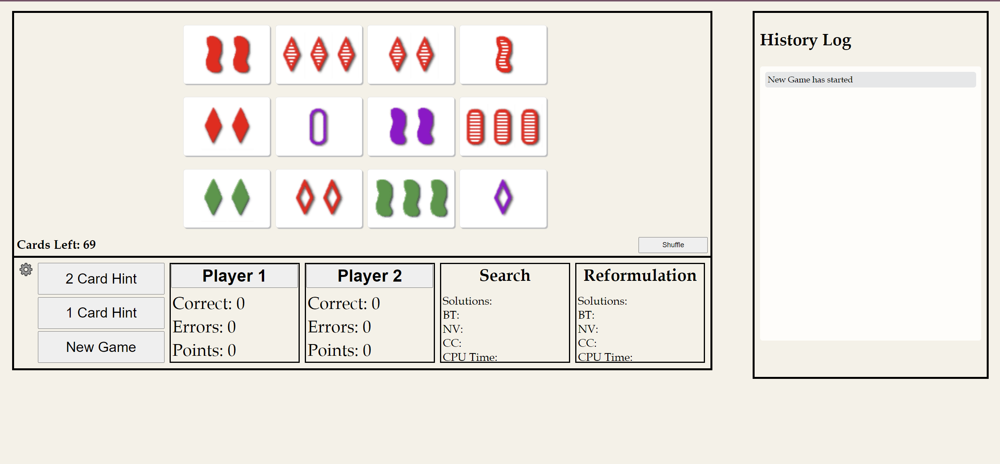 History Log
New Game has started
Cards Left: 69
Shuffle
2 Card Hint
1 Card Hint
New Game
Player 1
Correct: 0
Errors: 0
Points: 0
Player 2
Correct: 0
Errors: 0
Points: 0
Search
Solutions:
BT:
NV:
CC:
CPU Time:
Reformulation
Solutions:
BT:
NV:
CC:
CPU Time: